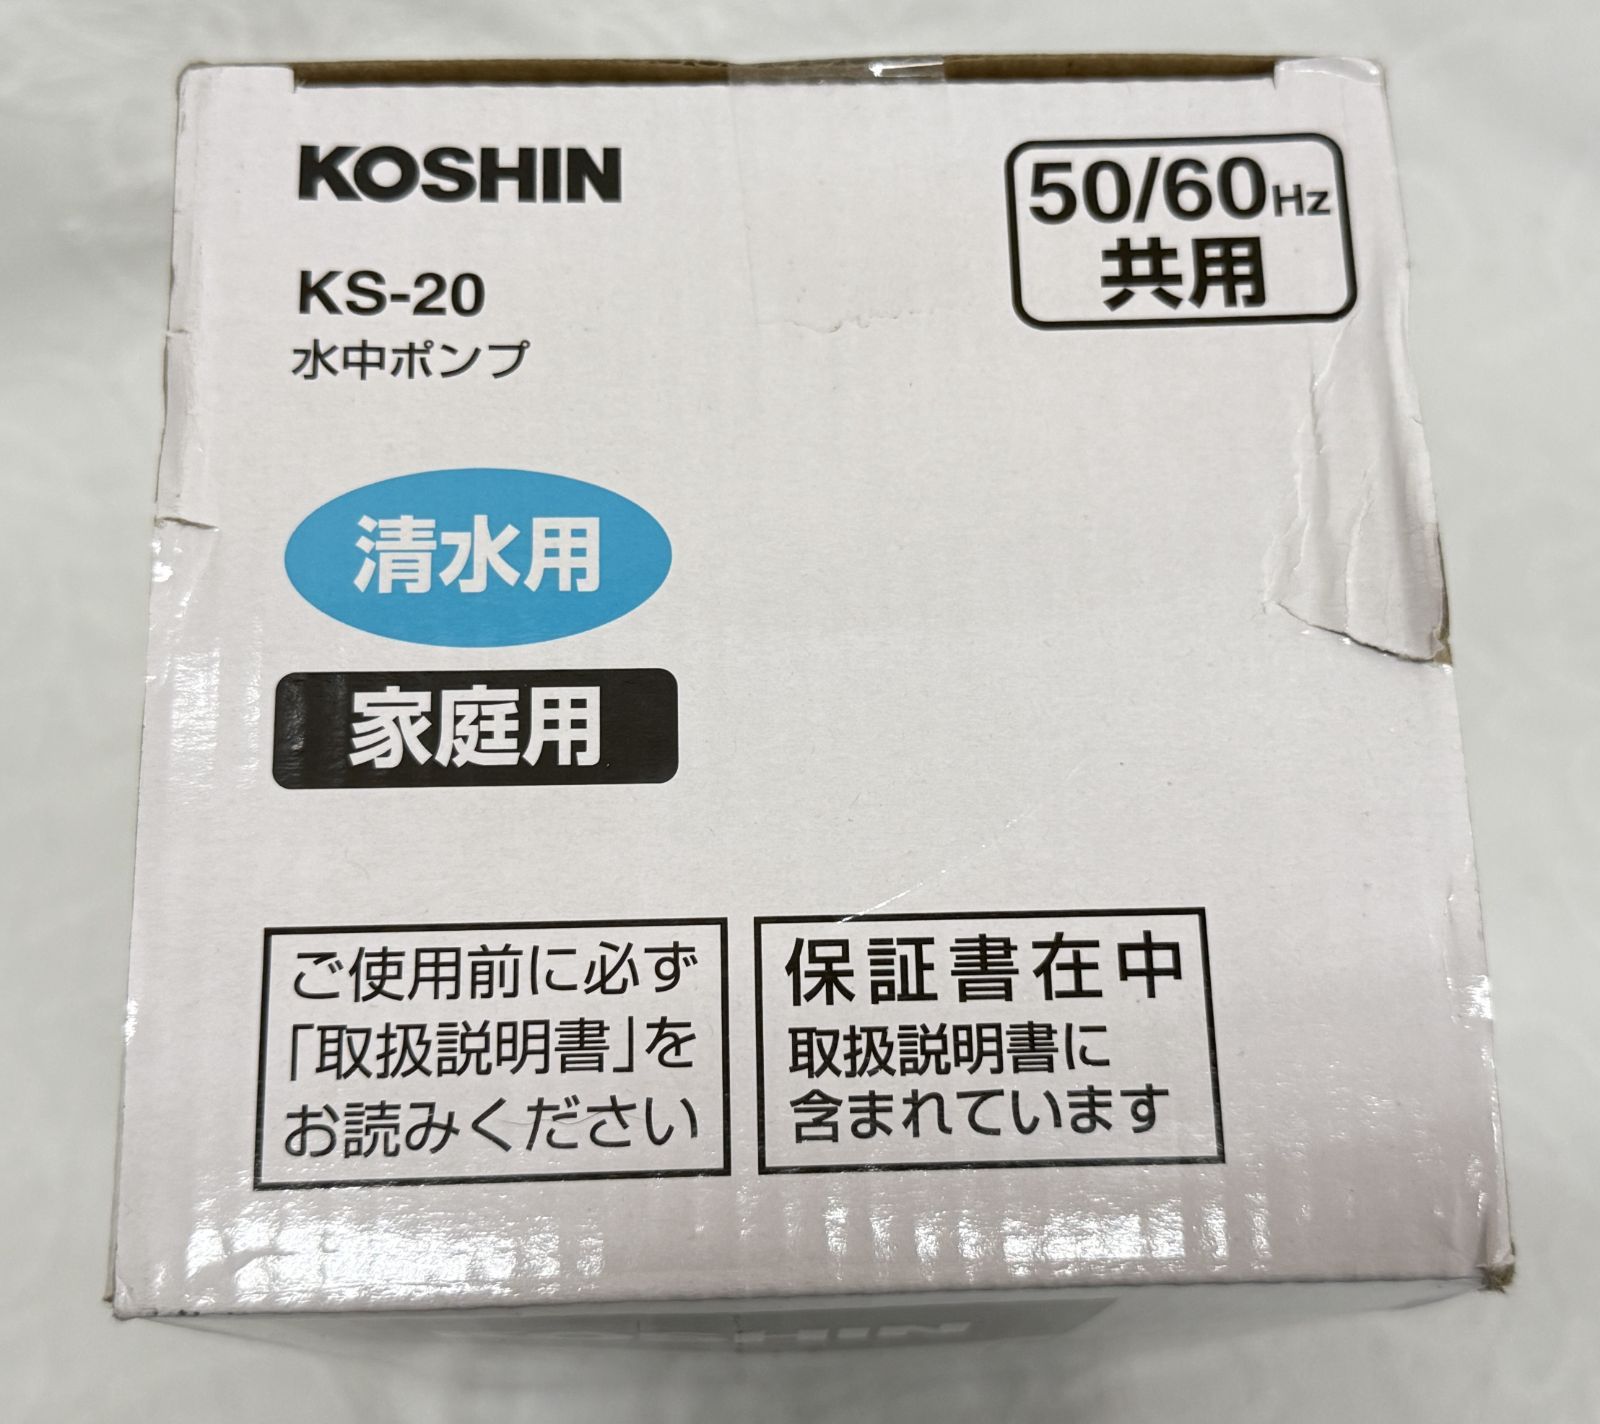 KOSHIN
50/60Hz
共用
KS-20
水中ポンプ
清水用
家庭用
ご使用前に必ず
「取扱説明書」を
お読みください
保証書在中
取扱説明書に
含まれています